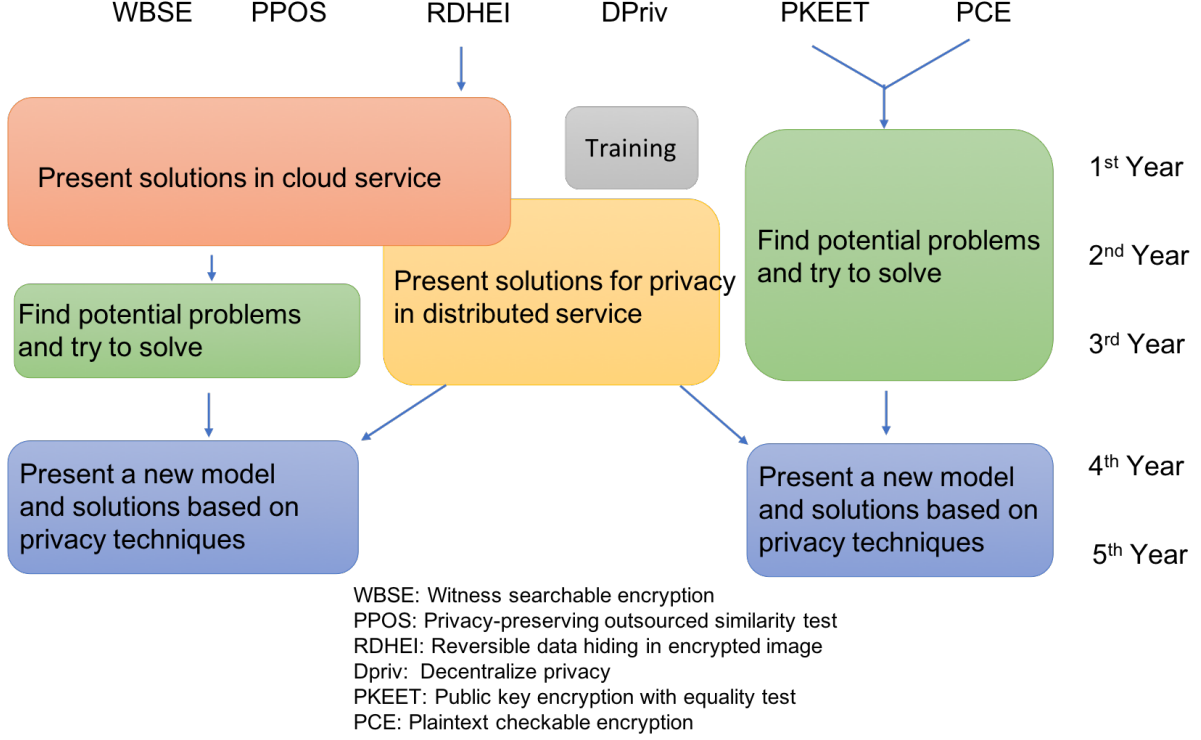 WBSE PPOS RDHEI DPriv PKEET PCE
Training
Present solutions in cloud service
1st Year
Find potential problems
and try to solve
2nd Year
Present solutions for privacy
in distributed service
Find potential problems
and try to solve
3rd Year
Present a new model
and solutions based on
privacy techniques
Present a new model
and solutions based on
privacy techniques
4th Year
5th Year
WBSE: Witness searchable encryption
PPOS: Privacy-preserving outsourced similarity test
RDHEI: Reversible data hiding in encrypted image
Dpriv: Decentralize privacy
PKEET: Public key encryption with equality test
PCE: Plaintext checkable encryption